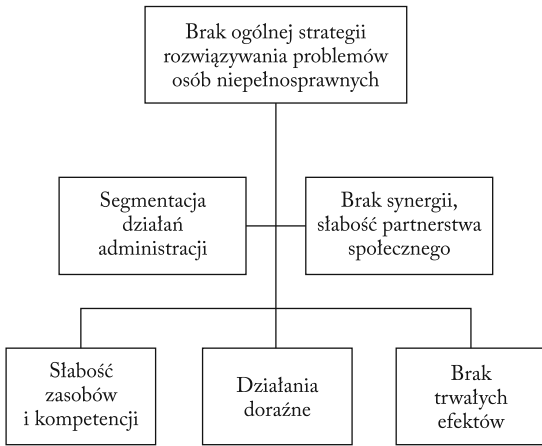 Brak ogólnej strategii
rozwiązywania problemów
osób niepełnosprawnych
Segmentacja
działań
administracji
Brak synergii,
słabość partnerstwa
społecznego
Słabość
zasobów
i kompetencji
Działania
doraźne
Brak
trwałych
efektów